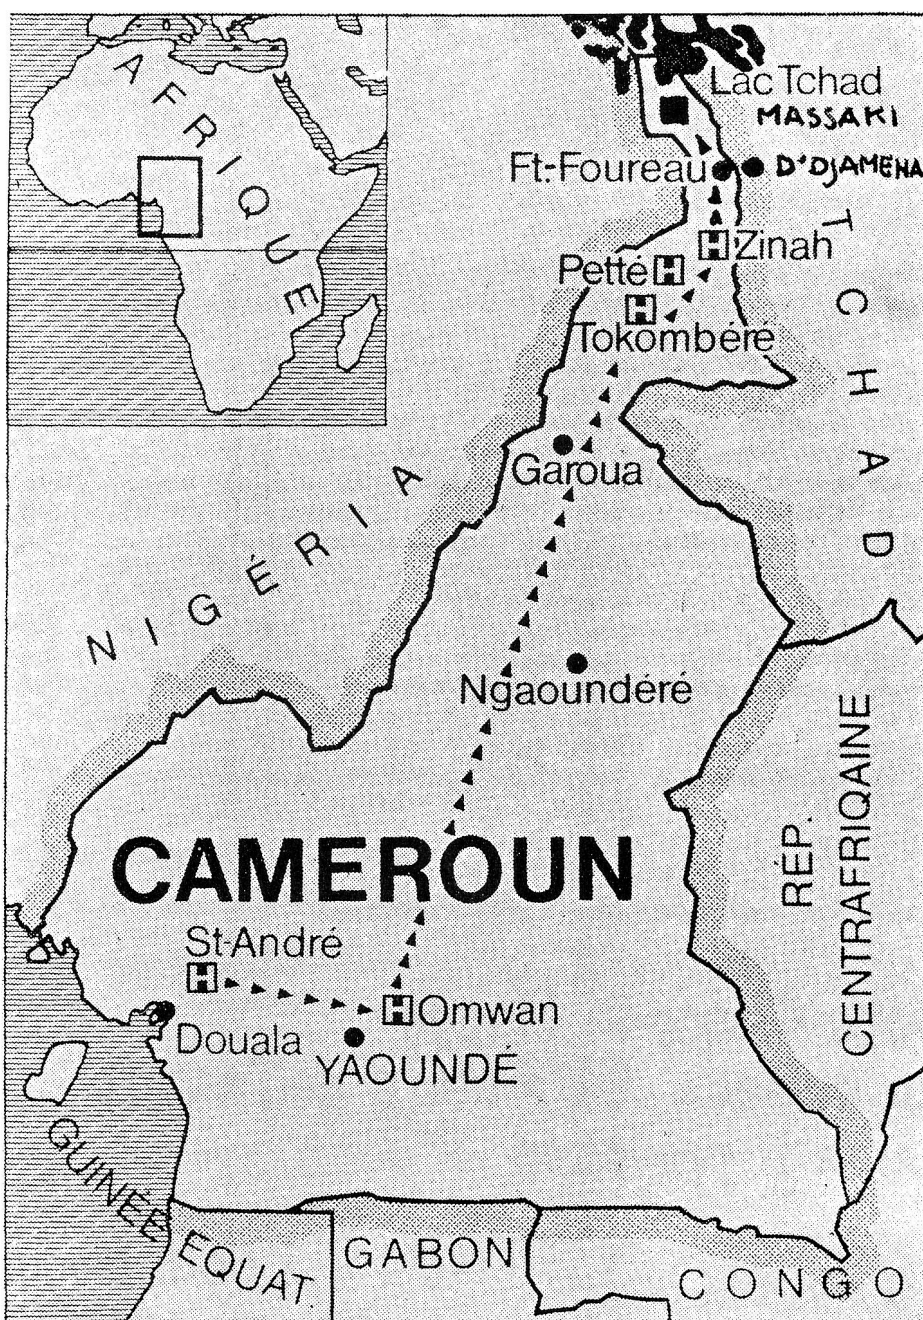 AFRIQUE
Lac Tchad
MASSAKI
Ft.-Foureau
D'DJAMENA
H Zinah
Petté H
H
Tokombéré
TCHAD
Garoua
NIGÉRIA
Ngaoundéré
CAMEROUN
RÉP.
CENTRAFRIQAINE
St-André
H
H Omwan
Douala
YAOUNDÉ
GUINÉE
EQUAT
GABON
CONGO